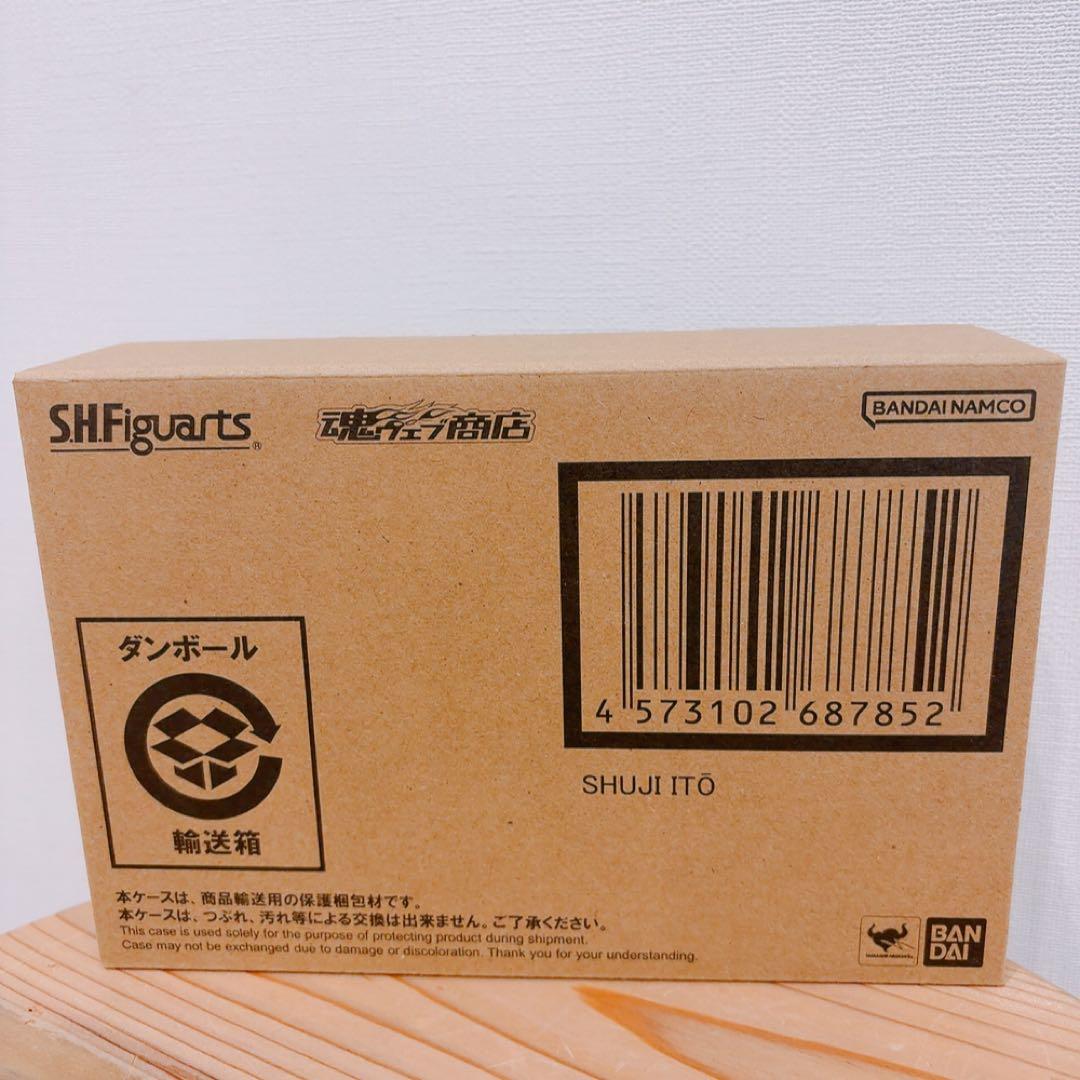 S.H.Figuarts®
魂ウェブ商店
BANDAI NAMCO
4 573102 687852
SHUJI ITŌ
ダンボール
輸送箱
本ケースは、商品輸送用の保護梱包材です。
本ケースは、つぶれ、汚れ等による交換は出来ません。ご了承ください。
This case is used solely for the purpose of protecting product during shipment.
Case may not be exchanged due to damage or discoloration. Thank you for your understanding.
BAN
DAI